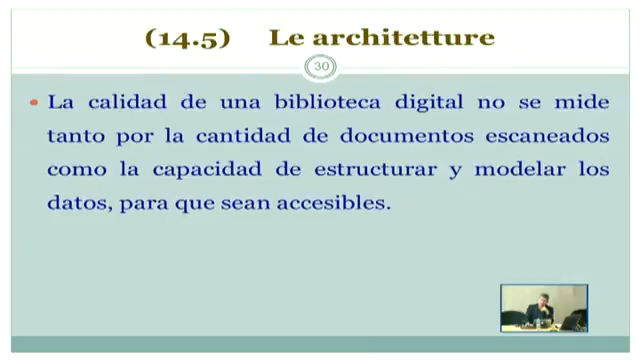 (14.5) Le architetture
30
La calidad de una biblioteca digital no se mide
tanto por la cantidad de documentos escaneados
como la capacidad de estructurar y modelar los
datos, para que sean accesibles.